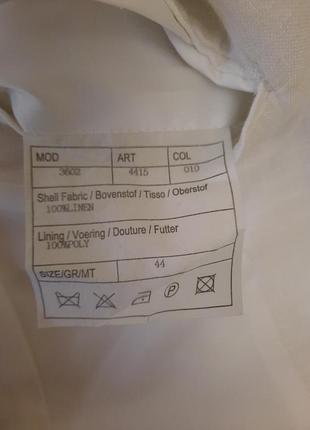 MOD ART COL
3602 4415 010
Shell Fabric / Bovenstof / Tisso / Oberstof
100%LINEN
Lining / Voering / Douture / Futter
100%POLY
SIZE/GR/MT 44
P